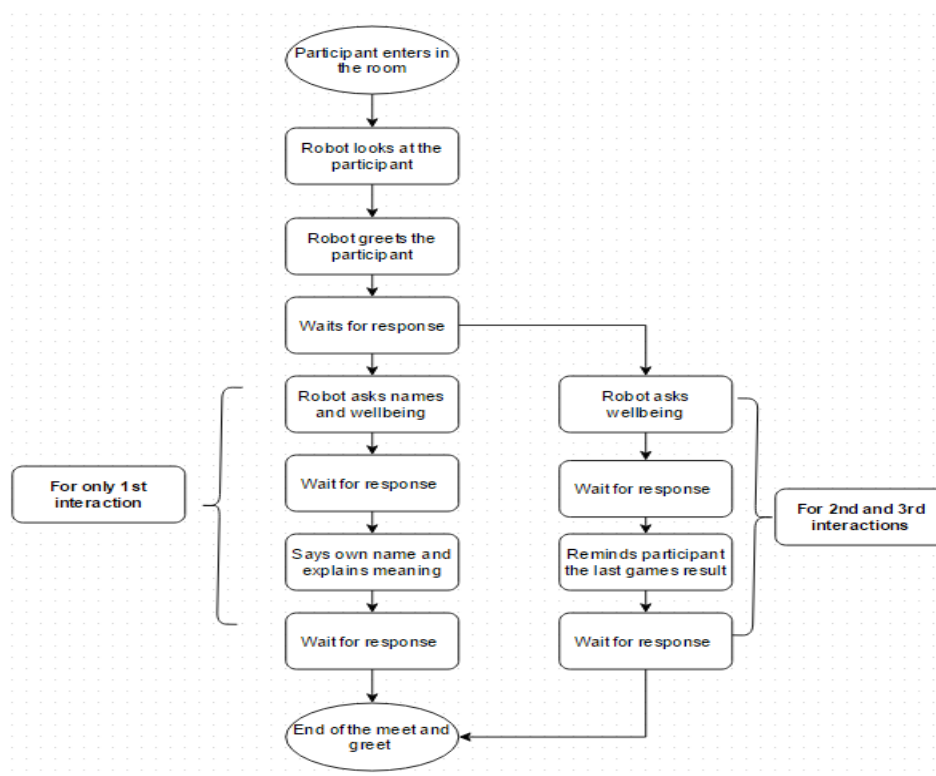 Participant enters in
the room
Robot looks at the
participant
Robot greets the
participant
Waits for response
Robot asks names
and wellbeing
Robot asks
wellbeing
For only 1st
interaction
Wait for response
Wait for response
For 2nd and 3rd
interactions
Says own name and
explains meaning
Reminds participant
the last games result
Wait for response
Wait for response
End of the meet and
greet